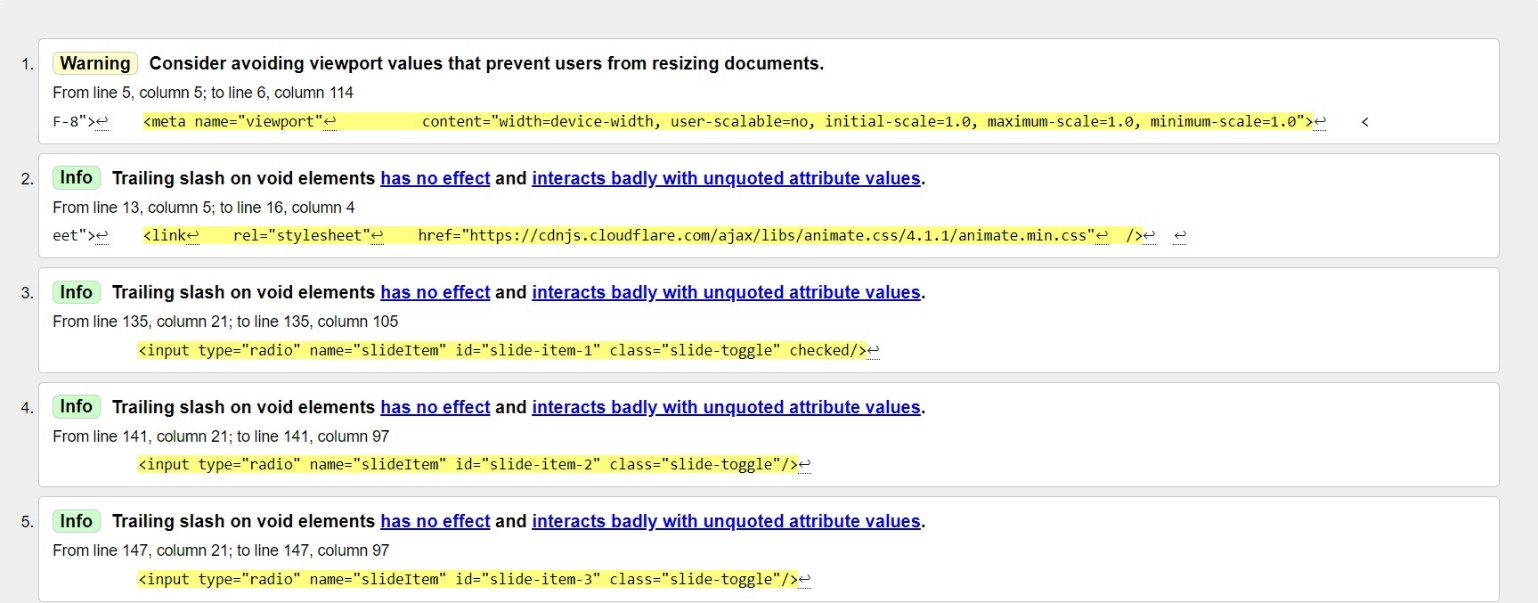 1. Warning Consider avoiding viewport values that prevent users from resizing documents.
From line 5, column 5; to line 6, column 114
F-8">↩ <meta name="viewport"↩ content="width=device-width, user-scalable=no, initial-scale=1.0, maximum-scale=1.0, minimum-scale=1.0">↩ <
2. Info Trailing slash on void elements has no effect and interacts badly with unquoted attribute values.
From line 13, column 5; to line 16, column 4
eet">↩ <link↩ rel="stylesheet"↩ href="https://cdnjs.cloudflare.com/ajax/libs/animate.css/4.1.1/animate.min.css"↩ />↩ ↩
3. Info Trailing slash on void elements has no effect and interacts badly with unquoted attribute values.
From line 135, column 21; to line 135, column 105
<input type="radio" name="slideItem" id="slide-item-1" class="slide-toggle" checked/>↩
4. Info Trailing slash on void elements has no effect and interacts badly with unquoted attribute values.
From line 141, column 21; to line 141, column 97
<input type="radio" name="slideItem" id="slide-item-2" class="slide-toggle"/>↩
5. Info Trailing slash on void elements has no effect and interacts badly with unquoted attribute values.
From line 147, column 21; to line 147, column 97
<input type="radio" name="slideItem" id="slide-item-3" class="slide-toggle"/>↩